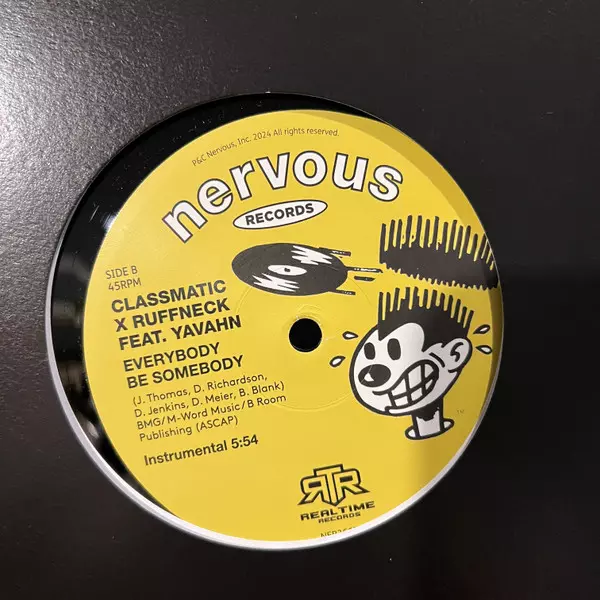 P&C Nervous, Inc. 2024 All rights reserved.
nervous
RECORDS
SIDE B
45RPM
CLASSMATIC
X RUFFNECK
FEAT. YAVAHN
EVERYBODY
BE SOMEBODY
(J. Thomas, D. Richardson,
D. Jenkins, D. Meier, B. Blank)
BMG/M-Word Music/B Room
Publishing (ASCAP)
Instrumental 5:54
RTR
REALTIME
RECORDS